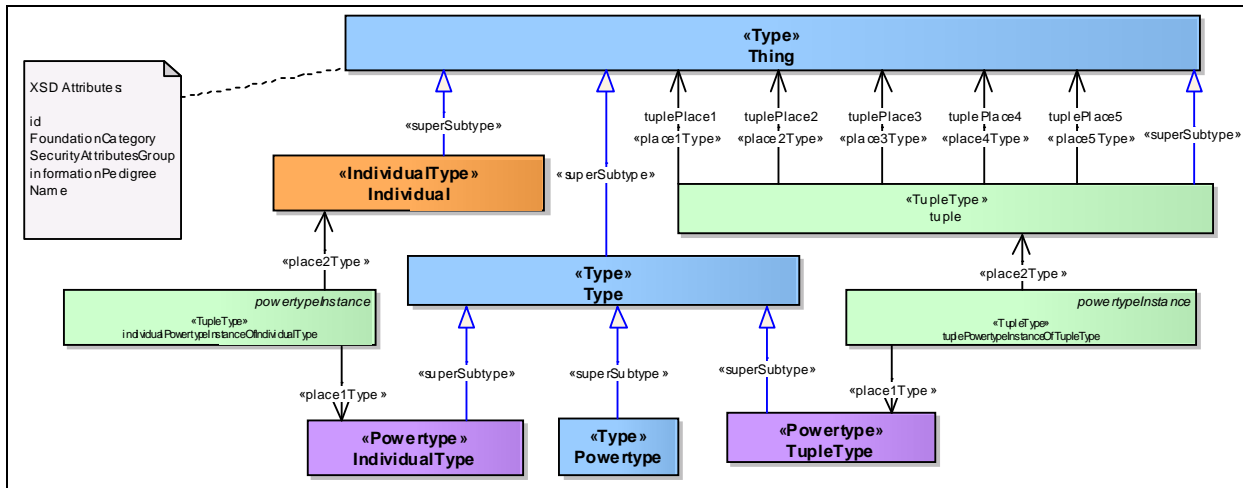 «Type»
Thing
XSD Attributes:
id
FoundationCategory
SecurityAttributesGroup
informationPedigree
Name
«superSubtype»
«superSubtype»
tuplePlace1
«place1Type»
tuplePlace2
«place2Type»
tuplePlace3
«place3Type»
tuplePlace4
«place4Type»
tuplePlace5
«place5Type»
«superSubtype»
«IndividualType»
Individual
«TupleType»
tuple
«place2Type»
«place2Type»
«Type»
Type
powertypeInstance
«TupleType»
individualPowertypeInstanceOfIndividualType
powertypeInstance
«TupleType»
tuplePowertypeInstanceOfTupleType
«superSubtype»
«superSubtype»
«superSubtype»
«place1Type»
«place1Type»
«Powertype»
IndividualType
«Type»
Powertype
«Powertype»
TupleType